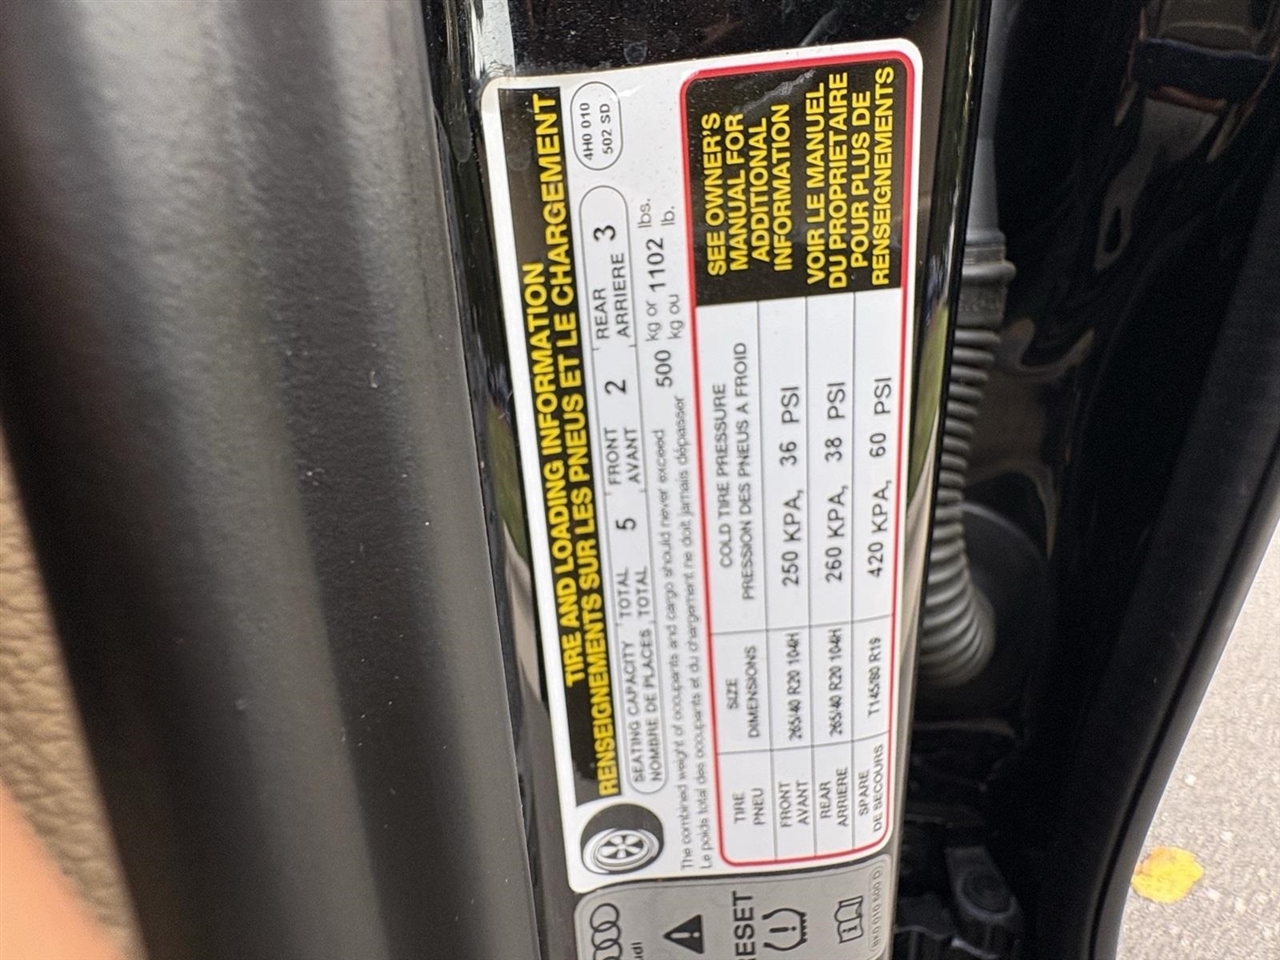 TIRE AND LOADING INFORMATION
RENSEIGNEMENTS SUR LES PNEUS ET LE CHARGEMENT
SEATING CAPACITY TOTAL 5 FRONT 2 REAR 3
NOMBRE DE PLACES TOTAL AVANT ARRIERE
4H0 010
502 SD
The combined weight of occupants and cargo should never exceed 500 kg or 1102 lbs.
Le poids total des occupants et du chargement ne doit jamais dépasser kg ou lb.
TIRE SIZE COLD TIRE PRESSURE
PNEU DIMENSIONS PRESSION DES PNEUS A FROID
FRONT
AVANT 265/40 R20 104H 250 KPA, 36 PSI
REAR
ARRIERE 265/40 R20 104H 260 KPA, 38 PSI
SPARE
DE SECOURS T145/80 R19 420 KPA, 60 PSI
SEE OWNER'S
MANUAL FOR
ADDITIONAL
INFORMATION
VOIR LE MANUEL
DU PROPRIETAIRE
POUR PLUS DE
RENSEIGNEMENTS